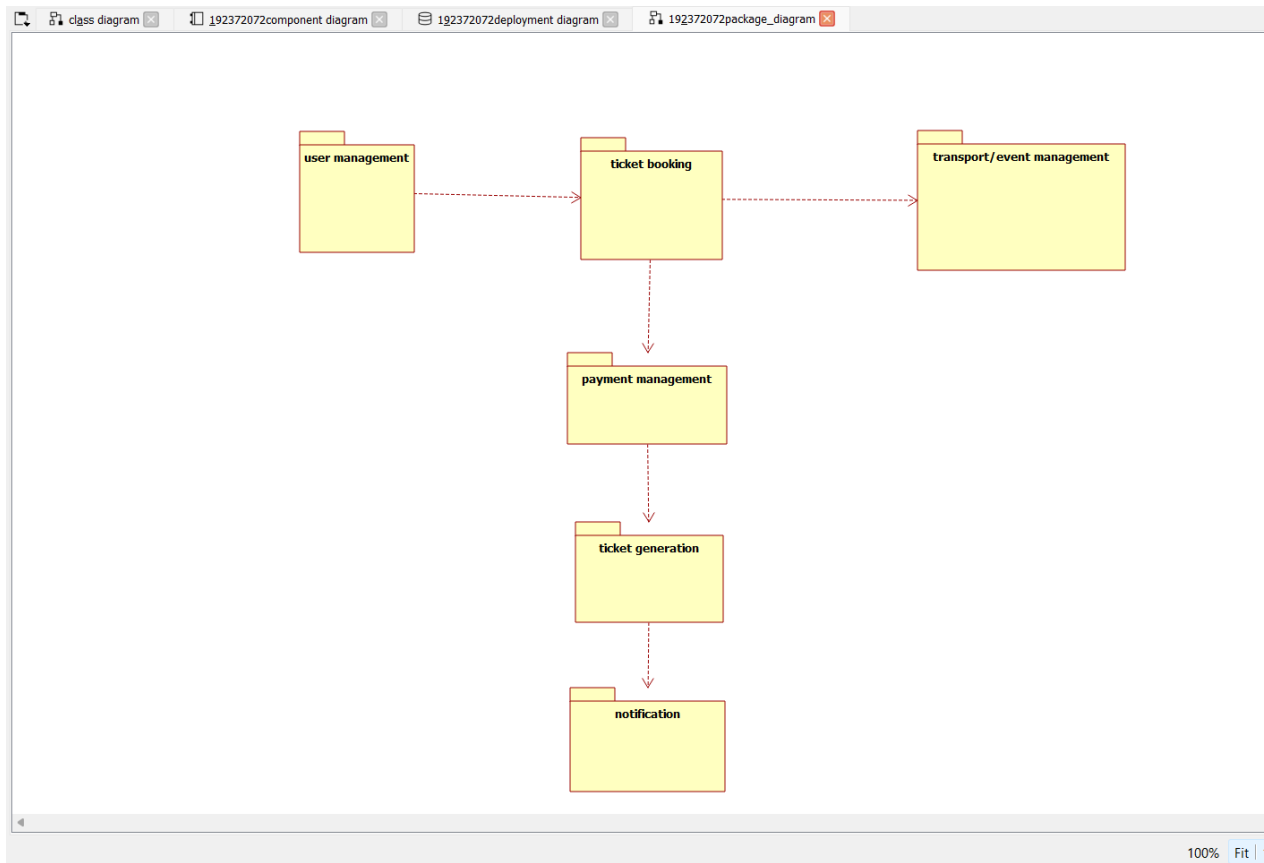 class diagram
192372072component diagram
192372072deployment diagram
192372072package_diagram
user management
ticket booking
transport/event management
payment management
ticket generation
notification
100% Fit